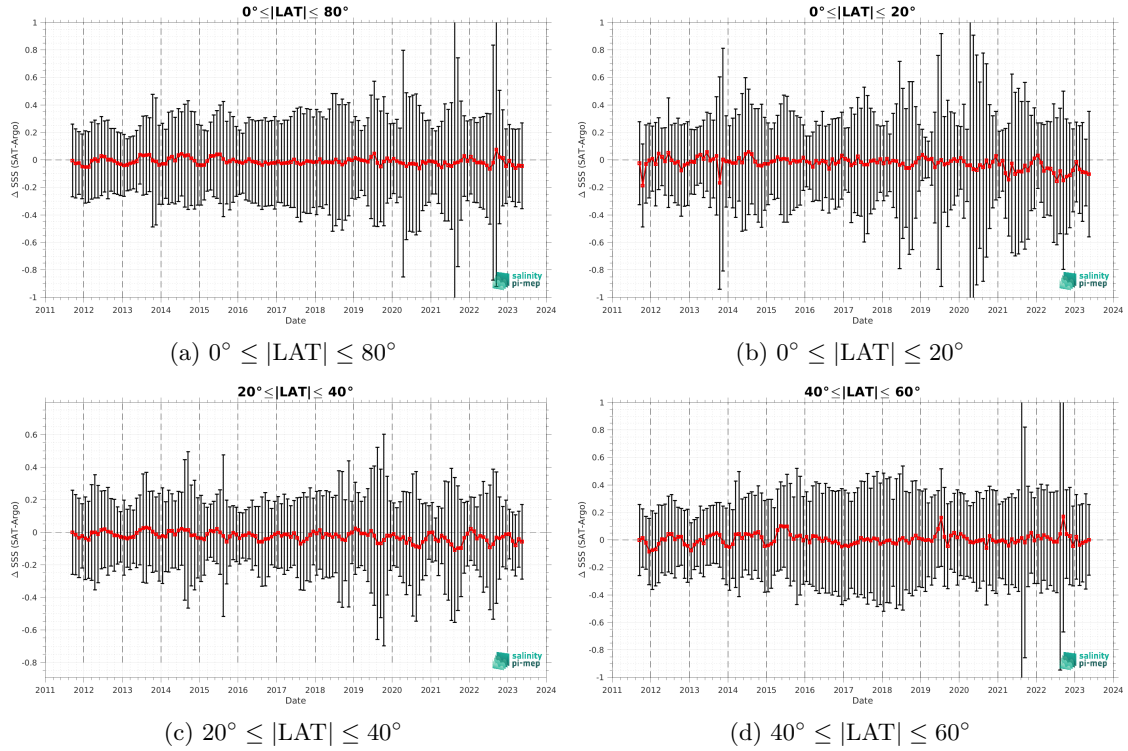 0°≤|LAT|≤ 80°
Δ SSS (SAT-Argo)
1
0.8
0.6
0.4
0.2
0
-0.2
-0.4
-0.6
-0.8
-1
salinity
pi-mep
2011 2012 2013 2014 2015 2016 2017 2018 2019 2020 2021 2022 2023 2024
Date
(a) 0° ≤ |LAT| ≤ 80°
0°≤|LAT|≤ 20°
Δ SSS (SAT-Argo)
1
0.8
0.6
0.4
0.2
0
-0.2
-0.4
-0.6
-0.8
-1
salinity
pi-mep
2011 2012 2013 2014 2015 2016 2017 2018 2019 2020 2021 2022 2023 2024
Date
(b) 0° ≤ |LAT| ≤ 20°
20°≤|LAT|≤ 40°
Δ SSS (SAT-Argo)
0.6
0.4
0.2
0
-0.2
-0.4
-0.6
-0.8
salinity
pi-mep
2011 2012 2013 2014 2015 2016 2017 2018 2019 2020 2021 2022 2023 2024
Date
(c) 20° ≤ |LAT| ≤ 40°
40°≤|LAT|≤ 60°
Δ SSS (SAT-Argo)
1
0.8
0.6
0.4
0.2
0
-0.2
-0.4
-0.6
-0.8
-1
salinity
pi-mep
2011 2012 2013 2014 2015 2016 2017 2018 2019 2020 2021 2022 2023 2024
Date
(d) 40° ≤ |LAT| ≤ 60°